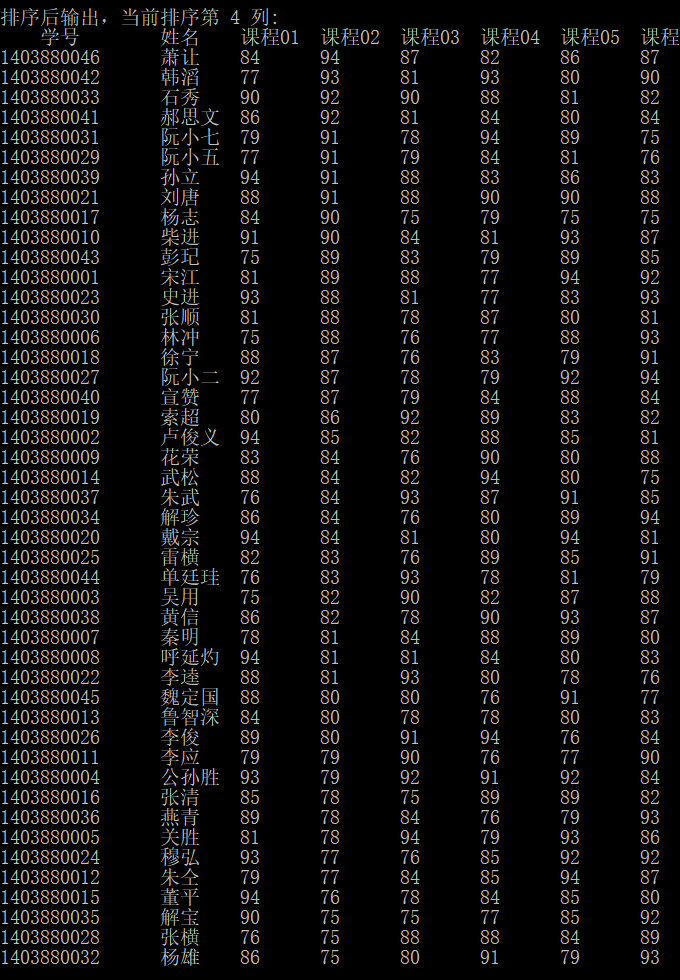 排序后输出，当前排序第 4 列:
学号 姓名 课程01 课程02 课程03 课程04 课程05 课程
1403880046 萧让 84 94 87 82 86 87
1403880042 韩滔 77 93 81 93 80 90
1403880033 石秀 90 92 90 88 81 82
1403880041 郝思文 86 92 81 84 80 84
1403880031 阮小七 79 91 78 94 89 75
1403880029 阮小五 77 91 79 84 81 76
1403880039 孙立 94 91 88 83 86 83
1403880021 刘唐 88 91 88 90 90 88
1403880017 杨志 84 90 75 79 75 75
1403880010 柴进 91 90 84 81 93 87
1403880043 彭玘 75 89 83 79 89 85
1403880001 宋江 81 89 88 77 94 92
1403880023 史进 93 88 81 77 83 93
1403880030 张顺 81 88 78 87 80 81
1403880006 林冲 75 88 76 77 88 93
1403880018 徐宁 88 87 76 83 79 91
1403880027 阮小二 92 87 78 79 92 94
1403880040 宣赞 77 87 79 84 88 84
1403880019 索超 80 86 92 89 83 82
1403880002 卢俊义 94 85 82 88 85 81
1403880009 花荣 83 84 76 90 80 88
1403880014 武松 88 84 82 94 80 75
1403880037 朱武 76 84 93 87 91 85
1403880034 解珍 86 84 76 80 89 94
1403880020 戴宗 94 84 81 80 94 81
1403880025 雷横 82 83 76 89 85 91
1403880044 单廷珪 76 83 93 78 81 79
1403880003 吴用 75 82 90 82 87 88
1403880038 黄信 86 82 78 90 93 87
1403880007 秦明 78 81 84 88 89 80
1403880008 呼延灼 94 81 81 84 80 83
1403880022 李逵 88 81 93 80 78 76
1403880045 魏定国 88 80 80 76 91 77
1403880013 鲁智深 84 80 78 78 80 83
1403880026 李俊 89 80 91 94 76 84
1403880011 李应 79 79 90 76 77 90
1403880004 公孙胜 93 79 92 91 92 84
1403880016 张清 85 78 75 89 89 82
1403880036 燕青 89 78 84 76 79 93
1403880005 关胜 81 78 94 79 93 86
1403880024 穆弘 93 77 76 85 92 92
1403880012 朱仝 79 77 84 85 94 87
1403880015 董平 94 76 78 84 85 80
1403880035 解宝 90 75 75 77 85 92
1403880028 张横 76 75 88 88 84 89
1403880032 杨雄 86 75 80 91 79 93